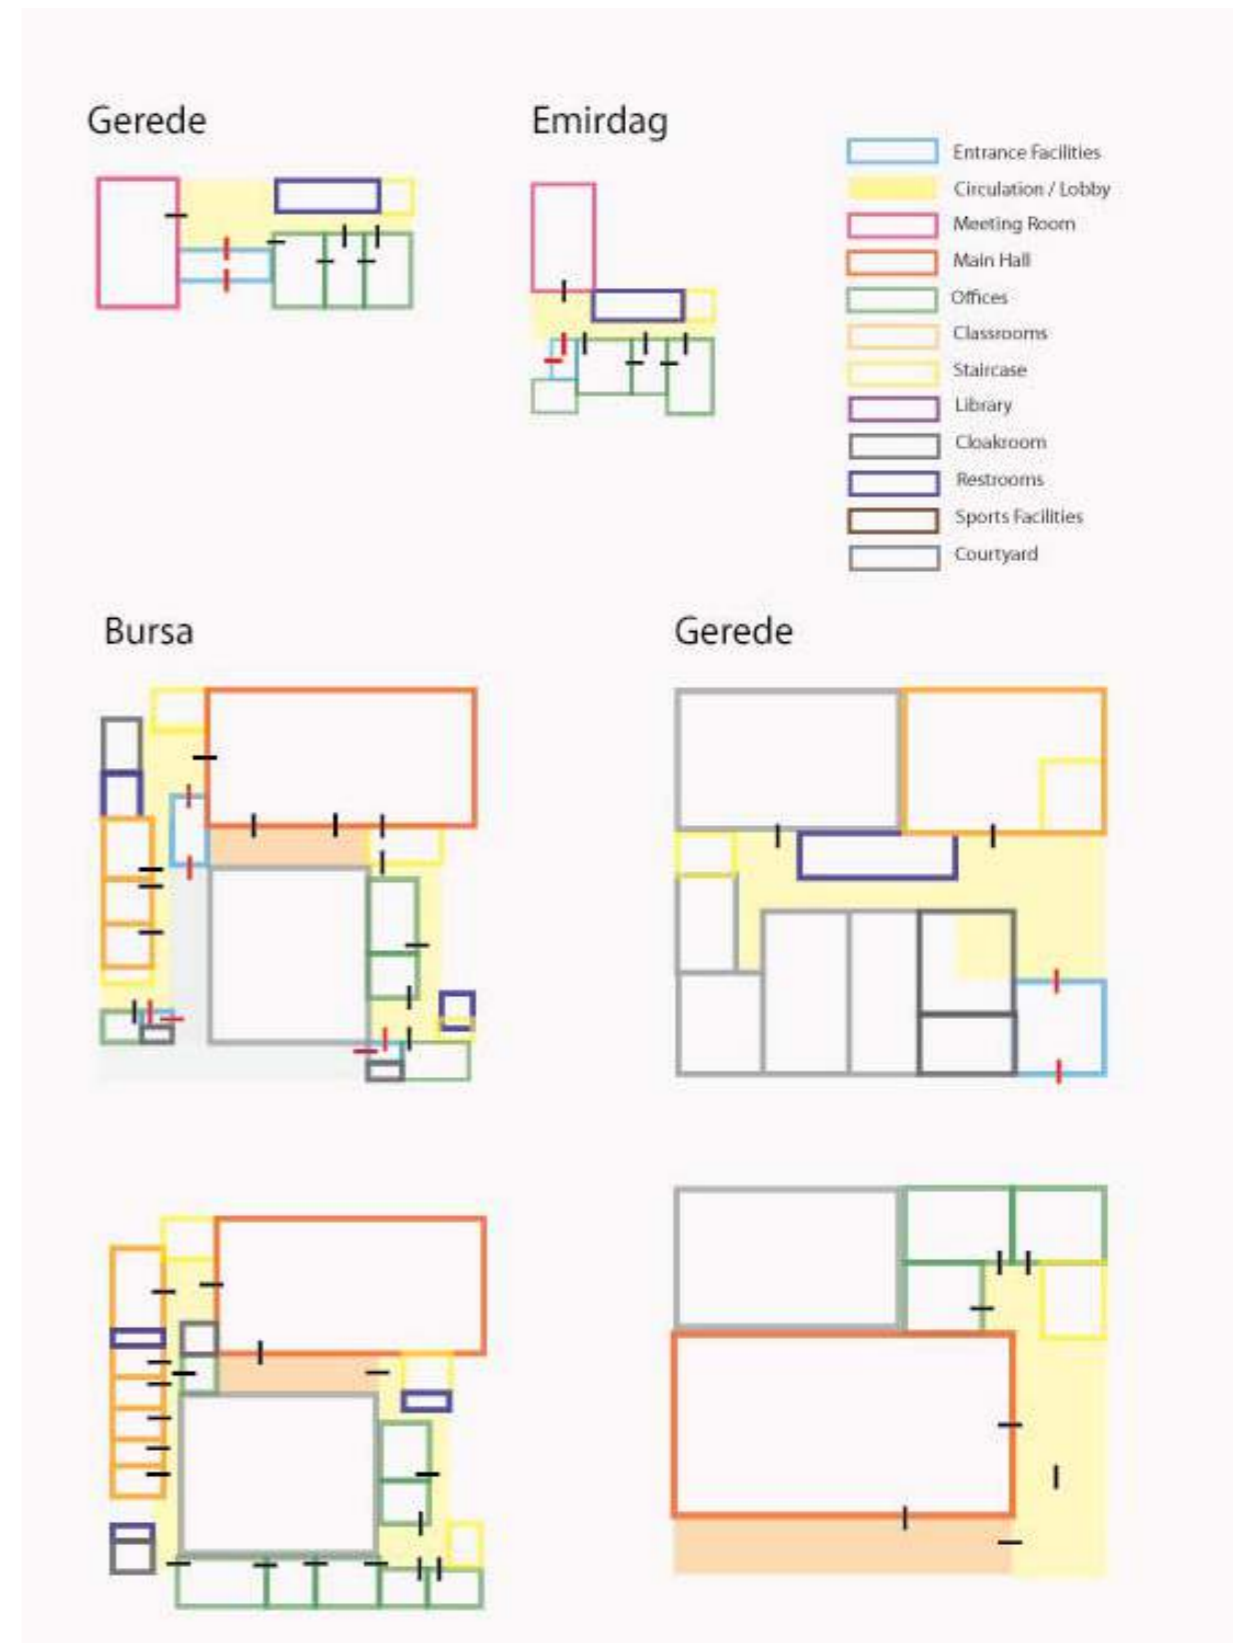 Gerede
Emirdag
Entrance Facilities
Circulation / Lobby
Meeting Room
Main Hall
Offices
Classrooms
Staircase
Library
Cloakroom
Restrooms
Sports Facilities
Courtyard
Bursa
Gerede